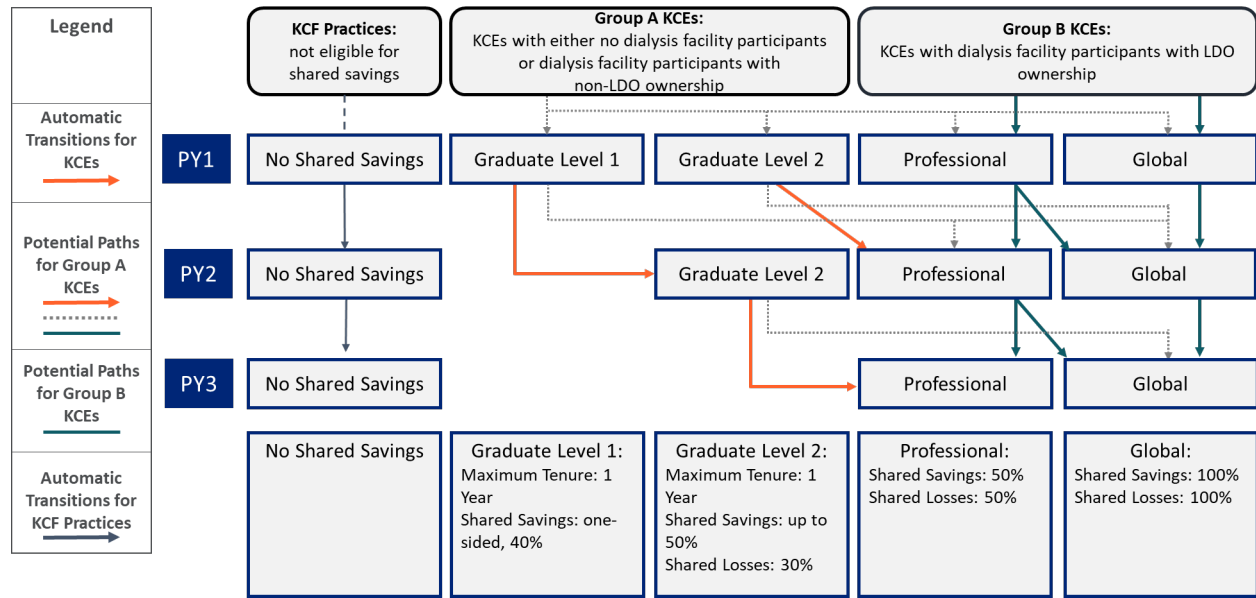 Legend
Automatic
Transitions for
KCEs
Potential Paths
for Group A
KCEs
Potential Paths
for Group B
KCEs
Automatic
Transitions for
KCF Practices
KCF Practices:
not eligible for
shared savings
Group A KCEs:
KCEs with either no dialysis facility participants
or dialysis facility participants with
non-LDO ownership
Group B KCEs:
KCEs with dialysis facility participants with LDO
ownership
PY1
No Shared Savings
Graduate Level 1
Graduate Level 2
Professional
Global
PY2
No Shared Savings
Graduate Level 2
Professional
Global
PY3
No Shared Savings
Professional
Global
No Shared Savings
Graduate Level 1:
Maximum Tenure: 1
Year
Shared Savings: one-
sided, 40%
Graduate Level 2:
Maximum Tenure: 1
Year
Shared Savings: up to
50%
Shared Losses: 30%
Professional:
Shared Savings: 50%
Shared Losses: 50%
Global:
Shared Savings: 100%
Shared Losses: 100%